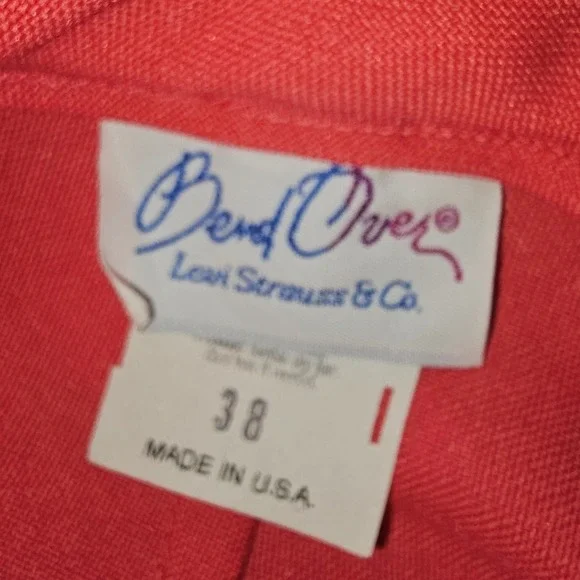 Bend Over®
Levi Strauss & Co.
38
MADE IN U.S.A.